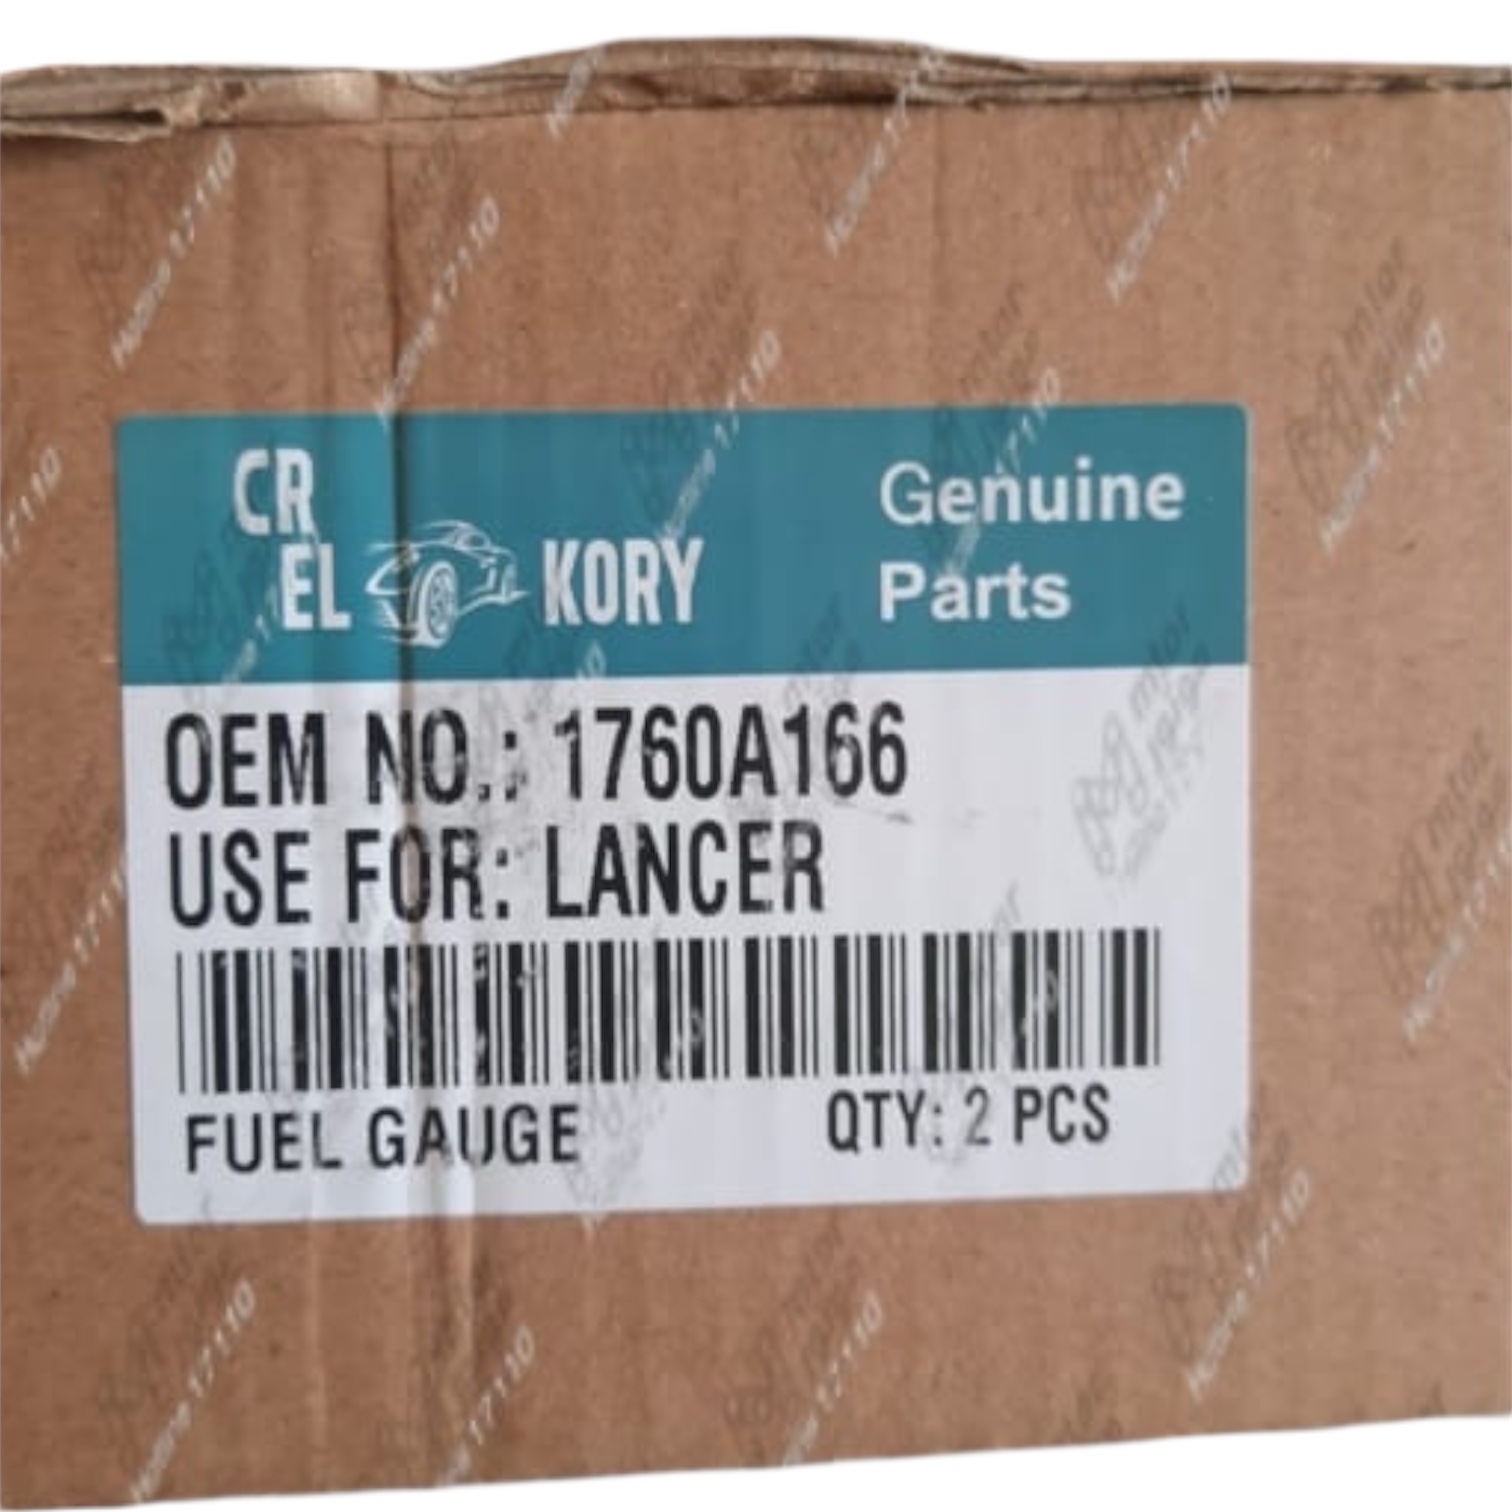 CR
EL KORY
Genuine
Parts
OEM NO.: 1760A166
USE FOR: LANCER
FUEL GAUGE QTY: 2 PCS